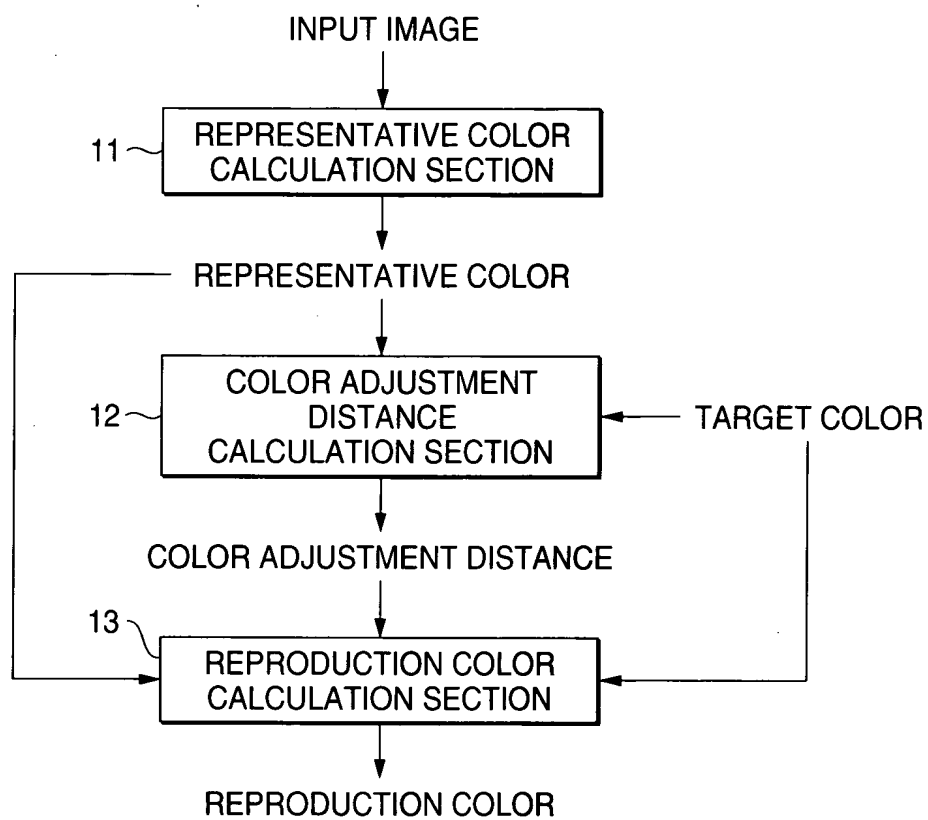 INPUT IMAGE
11
REPRESENTATIVE COLOR
CALCULATION SECTION
REPRESENTATIVE COLOR
12
COLOR ADJUSTMENT
DISTANCE
CALCULATION SECTION
TARGET COLOR
COLOR ADJUSTMENT DISTANCE
13
REPRODUCTION COLOR
CALCULATION SECTION
REPRODUCTION COLOR